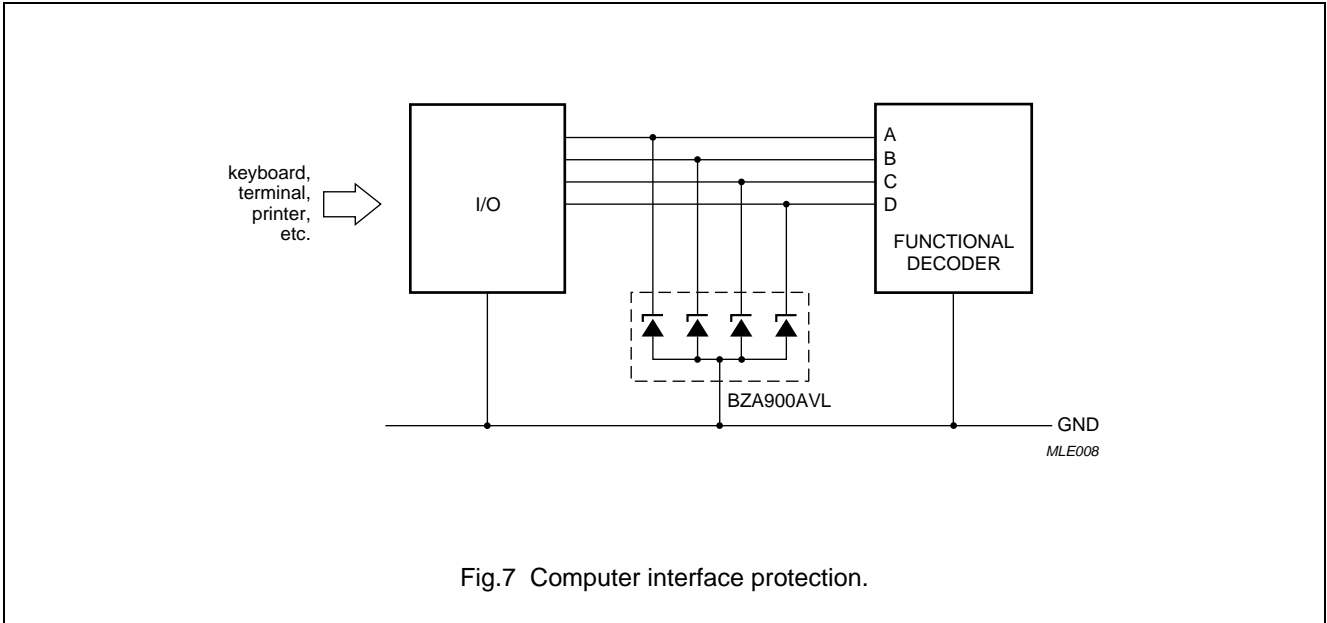 keyboard,
terminal,
printer,
etc.
I/O
A
B
C
D
FUNCTIONAL
DECODER
BZA900AVL
GND
MLE008
Fig.7 Computer interface protection.